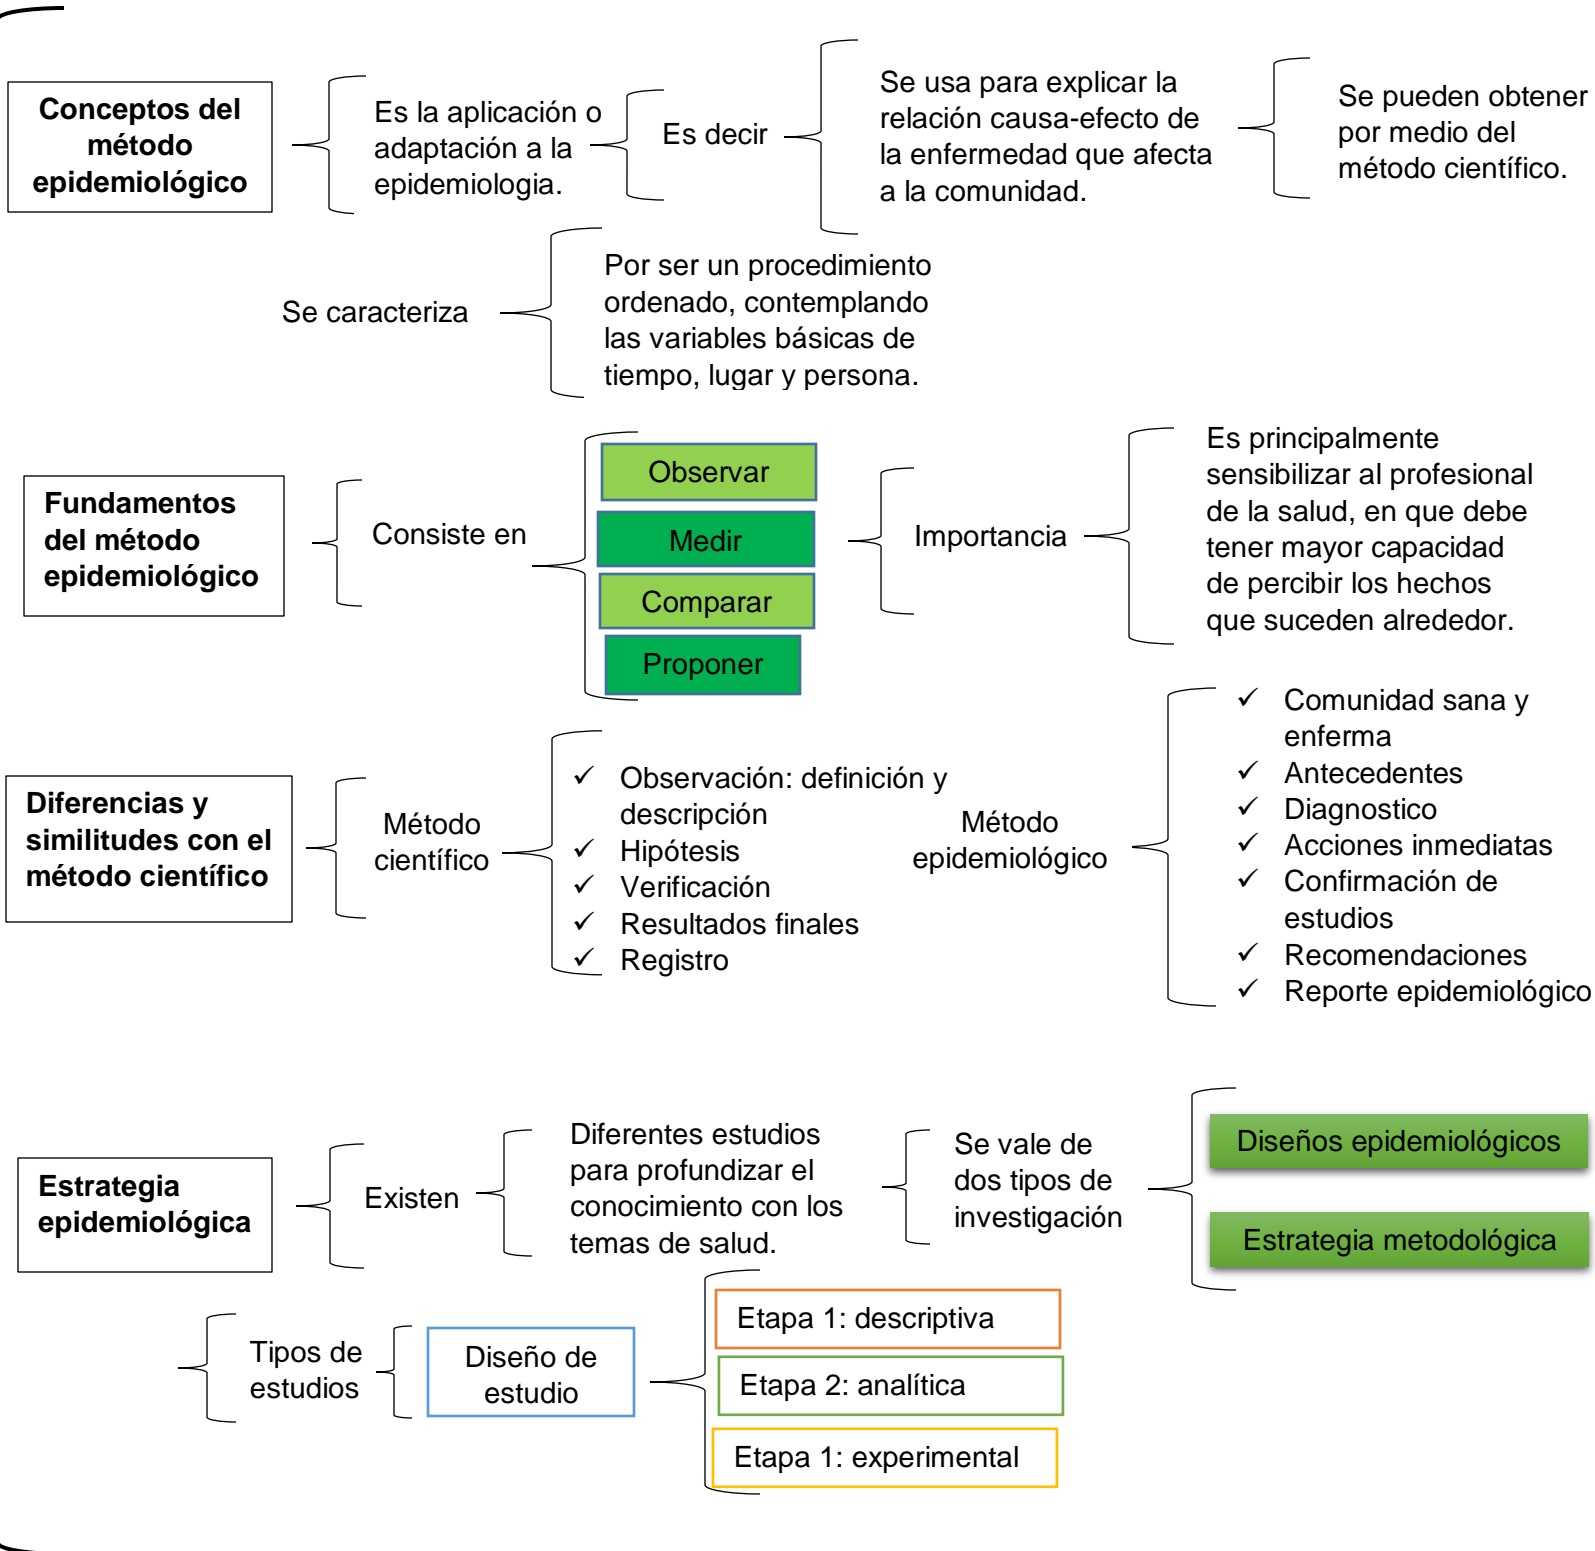 Conceptos del
método
epidemiológico
Es la aplicación o
adaptación a la
epidemiologia.
Es decir
Se usa para explicar la
relación causa-efecto de
la enfermedad que afecta
a la comunidad.
Se pueden obtener
por medio del
método científico.
Se caracteriza
Por ser un procedimiento
ordenado, contemplando
las variables básicas de
tiempo, lugar y persona.
Fundamentos
del método
epidemiológico
Consiste en
Observar
Medir
Comparar
Proponer
Importancia
Es principalmente
sensibilizar al profesional
de la salud, en que debe
tener mayor capacidad
de percibir los hechos
que suceden alrededor.
Diferencias y
similitudes con el
método científico
Método
científico
✓ Observación: definición y
descripción
✓ Hipótesis
✓ Verificación
✓ Resultados finales
✓ Registro
Método
epidemiológico
✓ Comunidad sana y
enferma
✓ Antecedentes
✓ Diagnostico
✓ Acciones inmediatas
✓ Confirmación de
estudios
✓ Recomendaciones
✓ Reporte epidemiológico
Estrategia
epidemiológica
Existen
Diferentes estudios
para profundizar el
conocimiento con los
temas de salud.
Se vale de
dos tipos de
investigación
Diseños epidemiológicos
Estrategia metodológica
Tipos de
estudios
Diseño de
estudio
Etapa 1: descriptiva
Etapa 2: analítica
Etapa 1: experimental